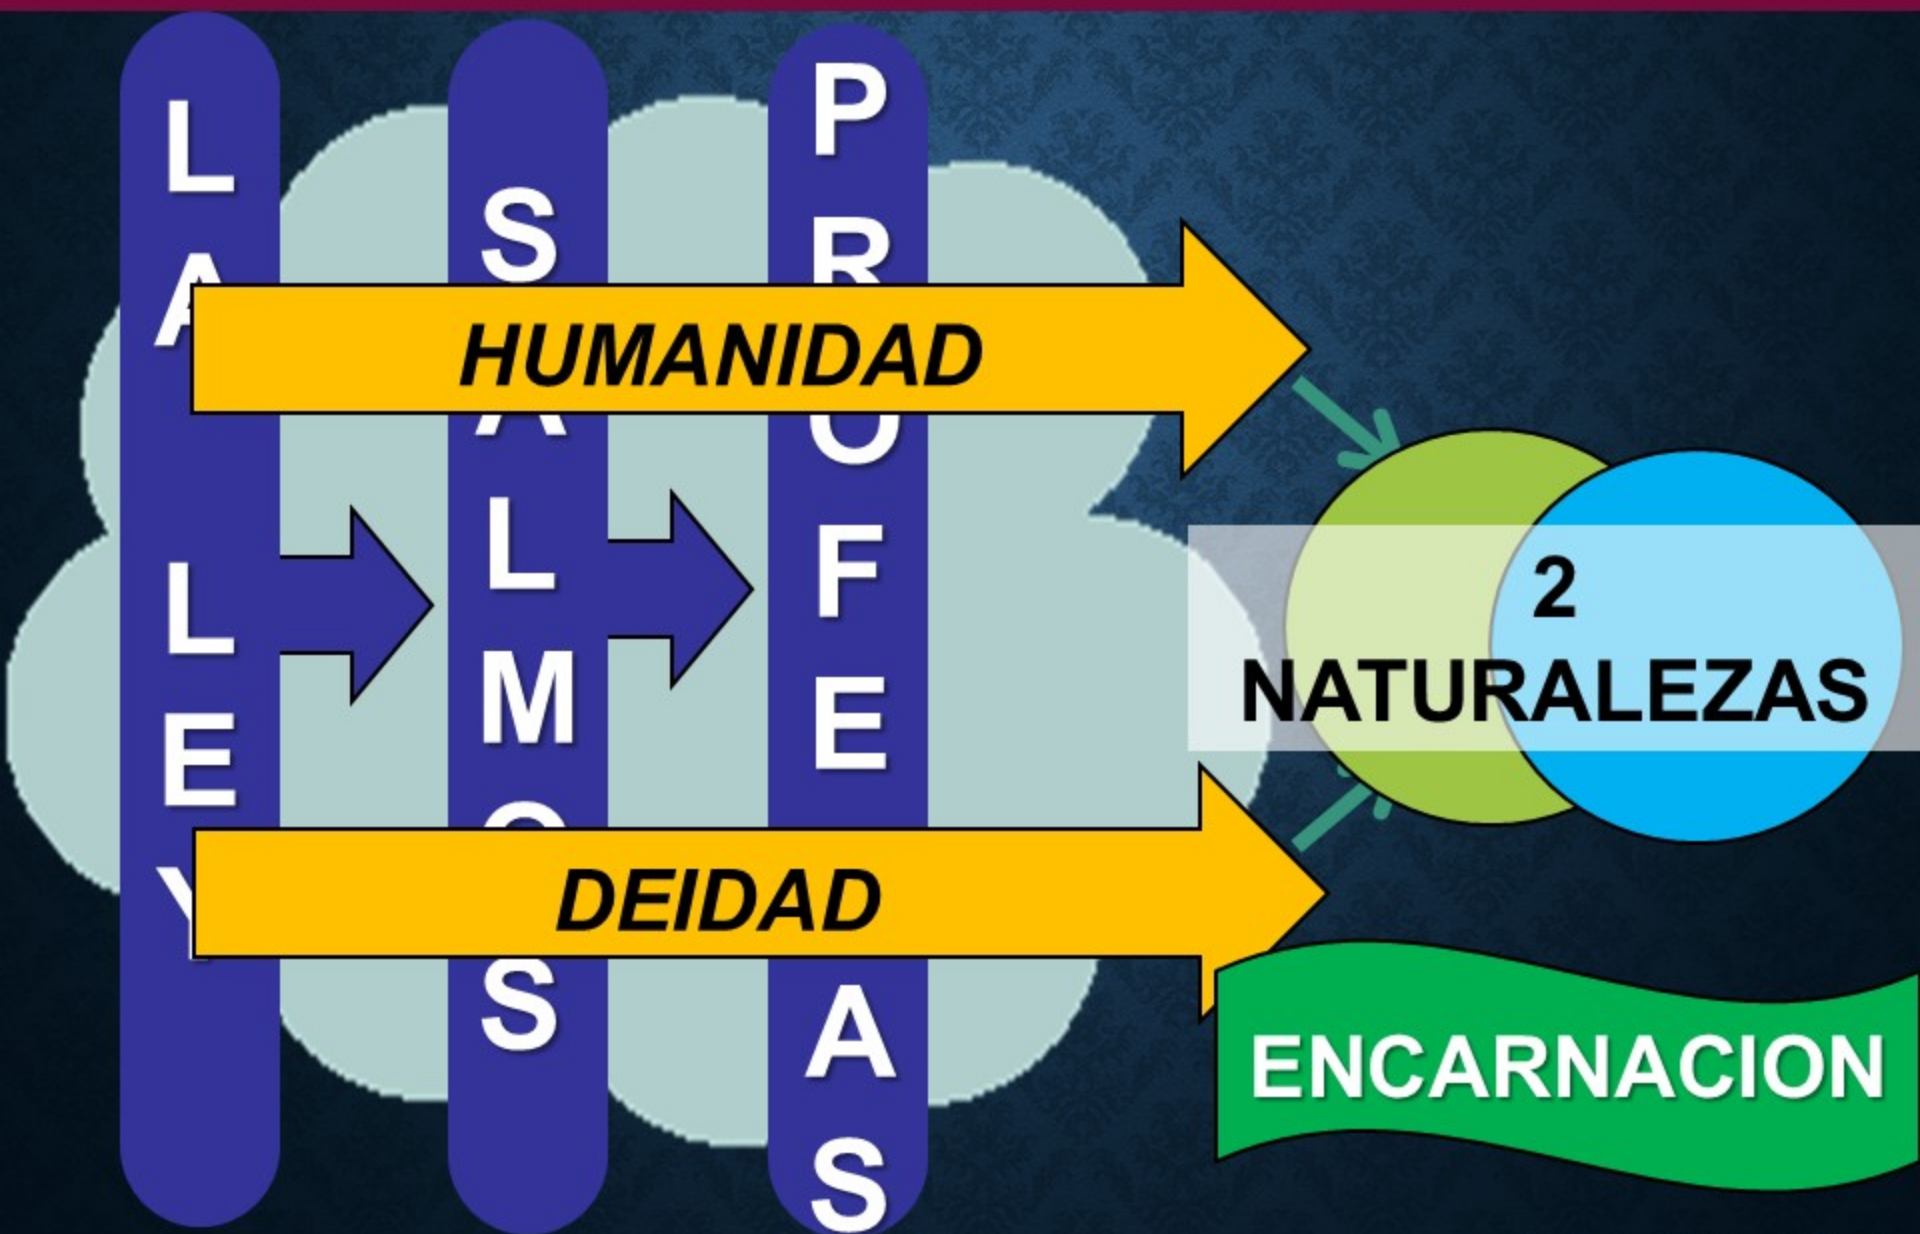 LA LEY
SALMOS
PROFETAS
HUMANIDAD
DEIDAD
2
NATURALEZAS
ENCARNACION